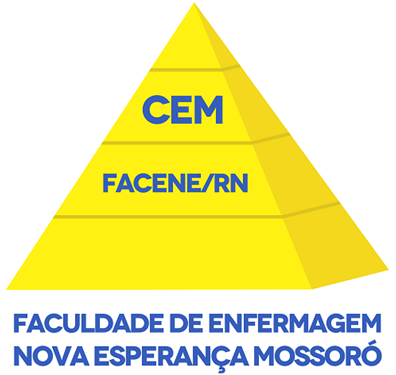 CEM
FACENE/RN
FACULDADE DE ENFERMAGEM
NOVA ESPERANÇA MOSSORÓ